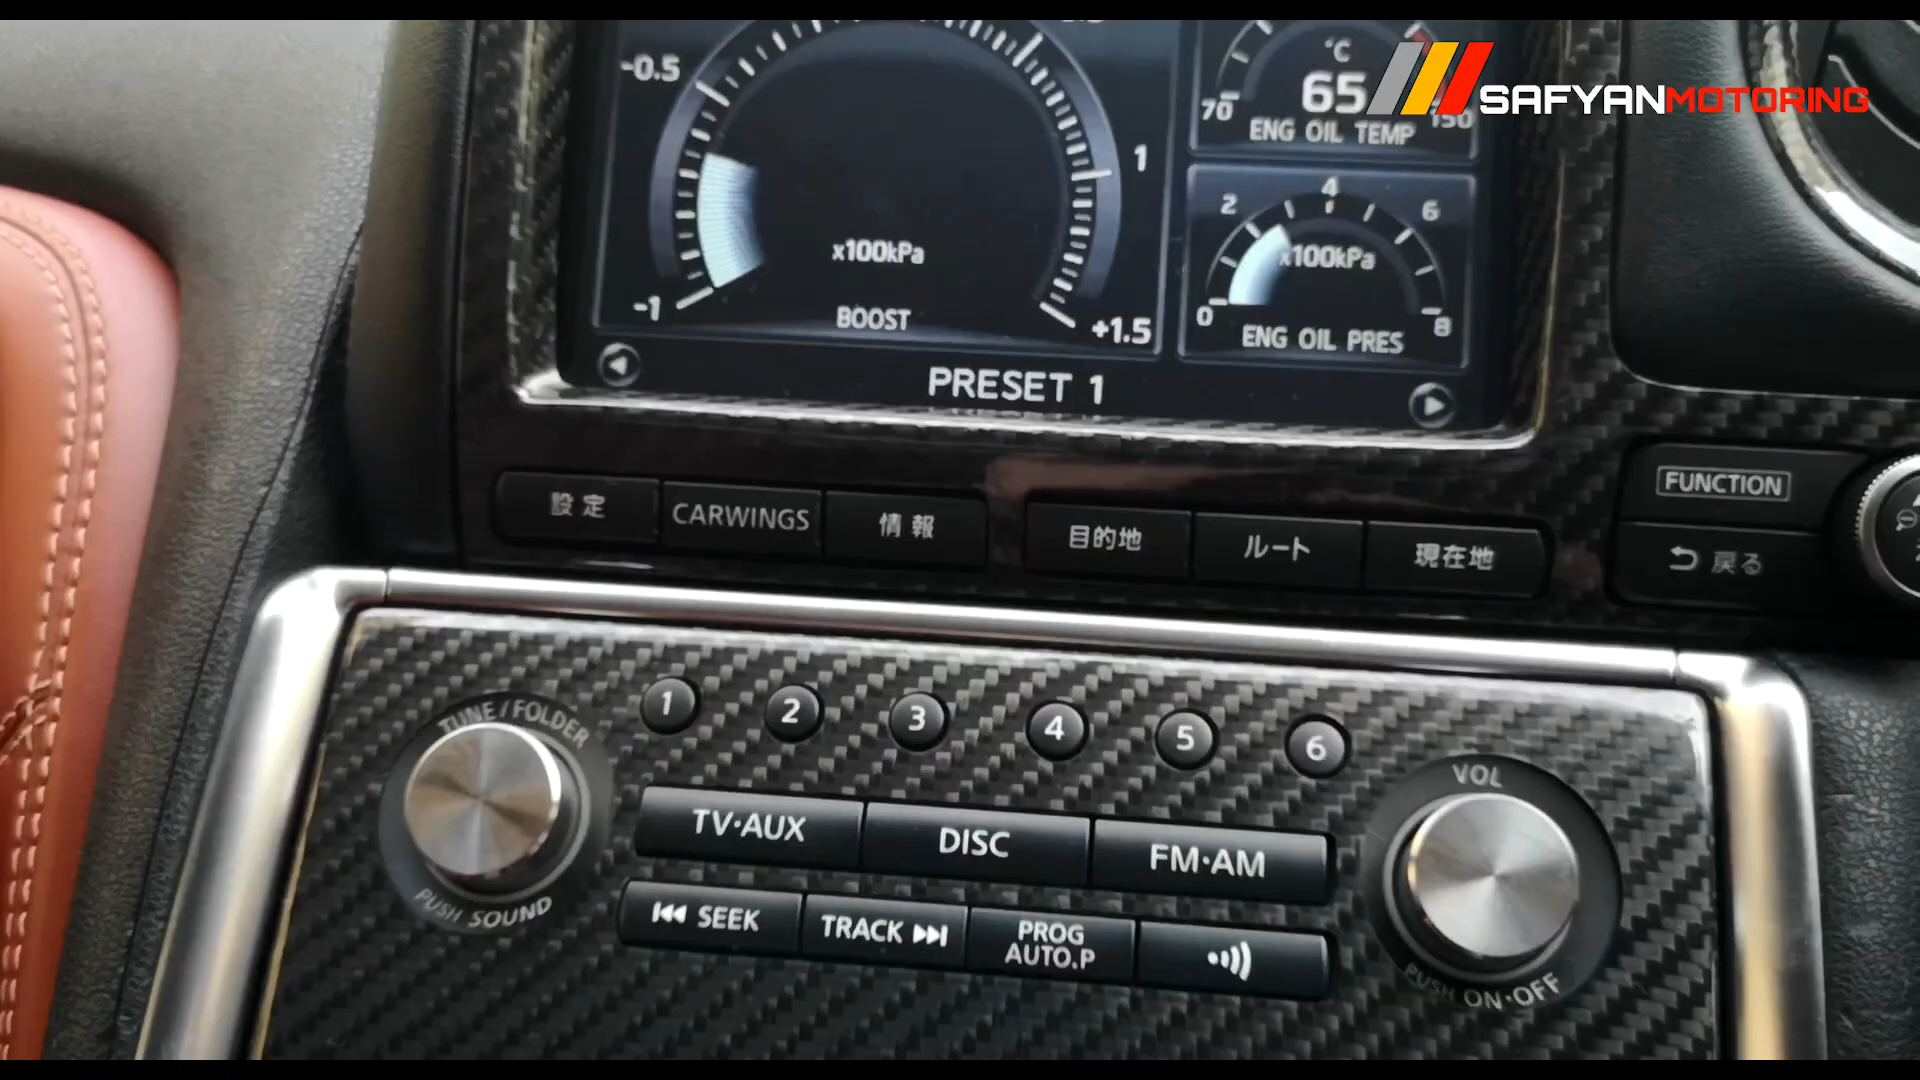 -0.5
1
x100kPa
-1
BOOST
+1.5
°C
65
70
150
ENG OIL TEMP
2
4
6
x100kPa
0
8
ENG OIL PRES
PRESET 1
SAFYANMOTORING
設定
CARWINGS
情報
目的地
ルート
現在地
FUNCTION
戻る
1
2
3
4
5
6
TUNE / FOLDER
PUSH SOUND
TV・AUX
DISC
FM・AM
SEEK
TRACK
PROG
AUTO.P
VOL
PUSH ON・OFF